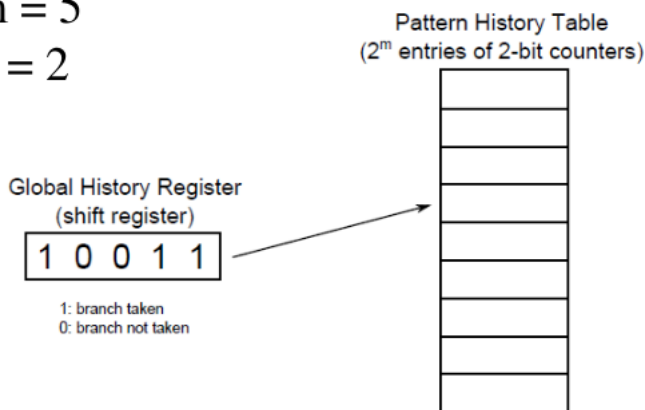 = 5
= 2
Pattern History Table
(2^m entries of 2-bit counters)
Global History Register
(shift register)
1 0 0 1 1
1: branch taken
0: branch not taken